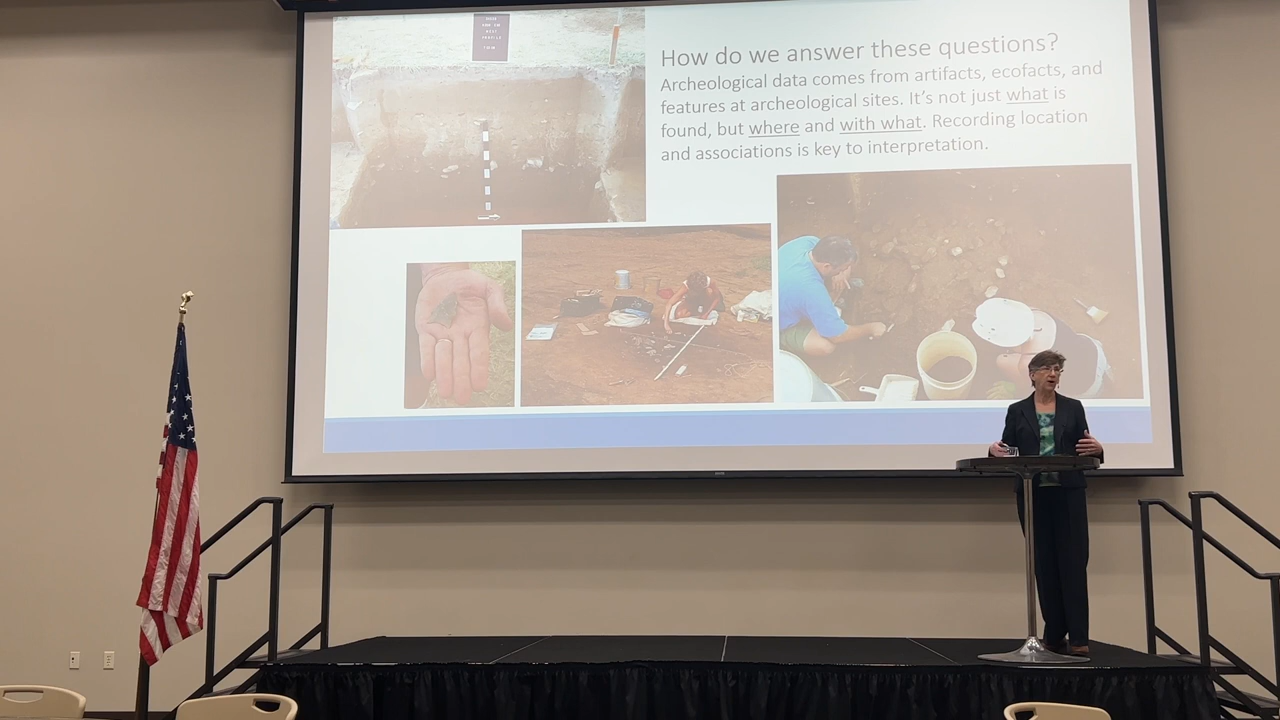 How do we answer these questions?
Archeological data comes from artifacts, ecofacts, and
features at archeological sites. It's not just what is
found, but where and with what. Recording location
and associations is key to interpretation.